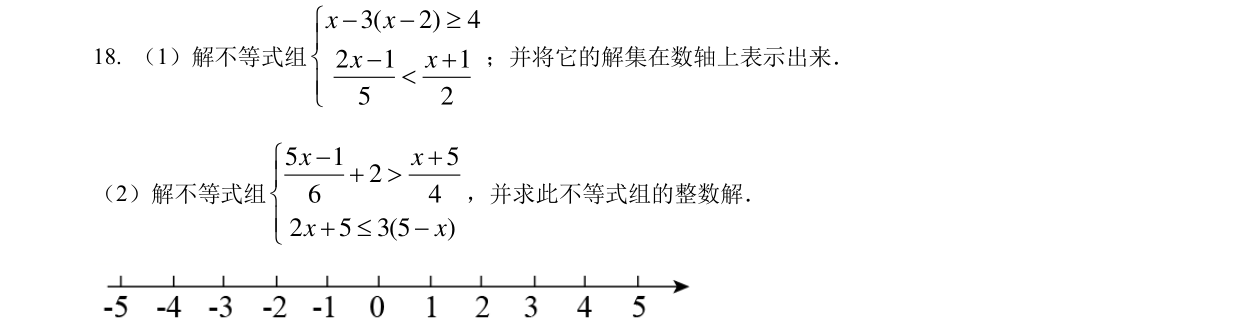 18. （1）解不等式组 { x－3(x－2)≥4
(2x－1)/5 < (x＋1)/2 ；并将它的解集在数轴上表示出来．
（2）解不等式组 { (5x－1)/6＋2>(x＋5)/4
2x＋5≤3(5－x) ，并求此不等式组的整数解．
-5 -4 -3 -2 -1 0 1 2 3 4 5